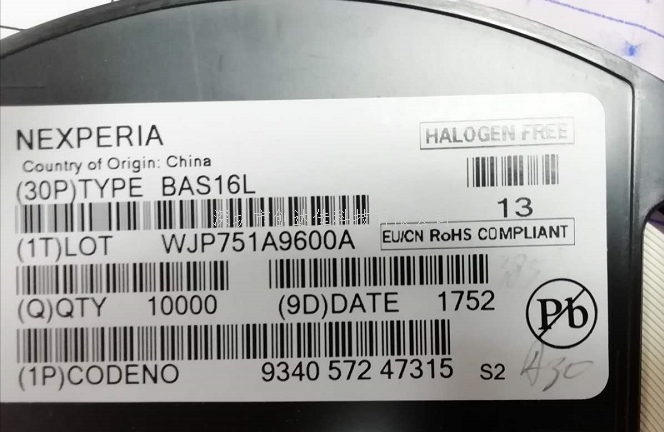 NEXPERIA
HALOGEN FREE
Country of Origin: China
(30P)TYPE BAS16L
13
(1T)LOT WJP751A9600A
EU/CN RoHS COMPLIANT
(Q)QTY 10000 (9D)DATE 1752
Pb
(1P)CODENO 9340 572 47315 S2